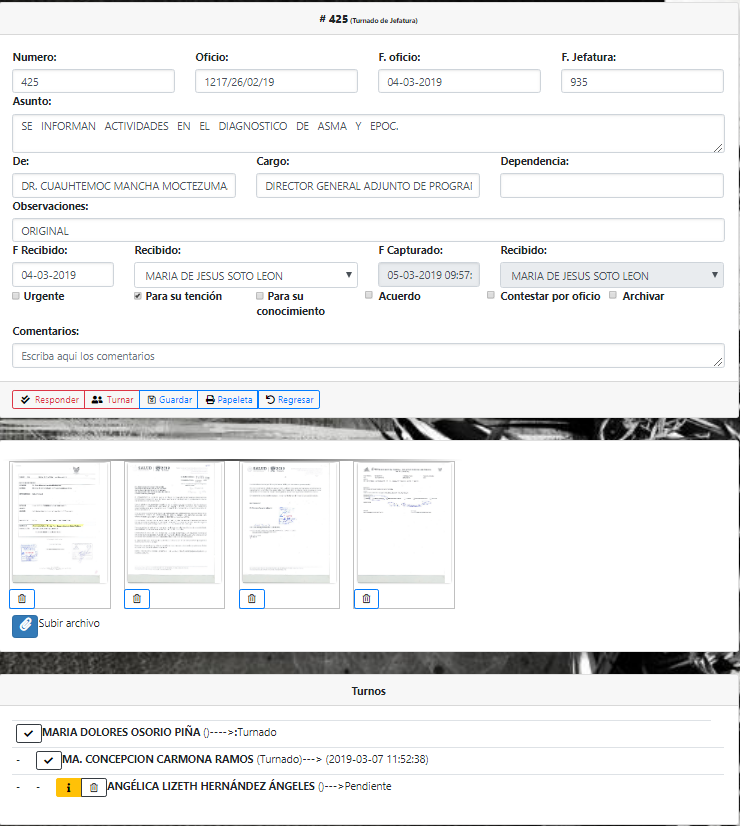 # 425 (Turnado de Jefatura)
Numero: Oficio: F. oficio: F. Jefatura:
425 1217/26/02/19 04-03-2019 935
Asunto:
SE INFORMAN ACTIVIDADES EN EL DIAGNOSTICO DE ASMA Y EPOC.
De: Cargo: Dependencia:
DR. CUAUHTEMOC MANCHA MOCTEZUMA DIRECTOR GENERAL ADJUNTO DE PROGRAI
Observaciones:
ORIGINAL
F Recibido: Recibido: F Capturado: Recibido:
04-03-2019 MARIA DE JESUS SOTO LEON 05-03-2019 09:57: MARIA DE JESUS SOTO LEON
Urgente Para su tención Para su conocimiento Acuerdo Contestar por oficio Archivar
Comentarios:
Escriba aqui los comentarios
Responder Turnar Guardar Papeleta Regresar
SALUD
SALUD
Subir archivo
Turnos
MARIA DOLORES OSORIO PIÑA ()---->:Turnado
- MA. CONCEPCION CARMONA RAMOS (Turnado)---> (2019-03-07 11:52:38)
- - ANGÉLICA LIZETH HERNÁNDEZ ÁNGELES ()--->Pendiente